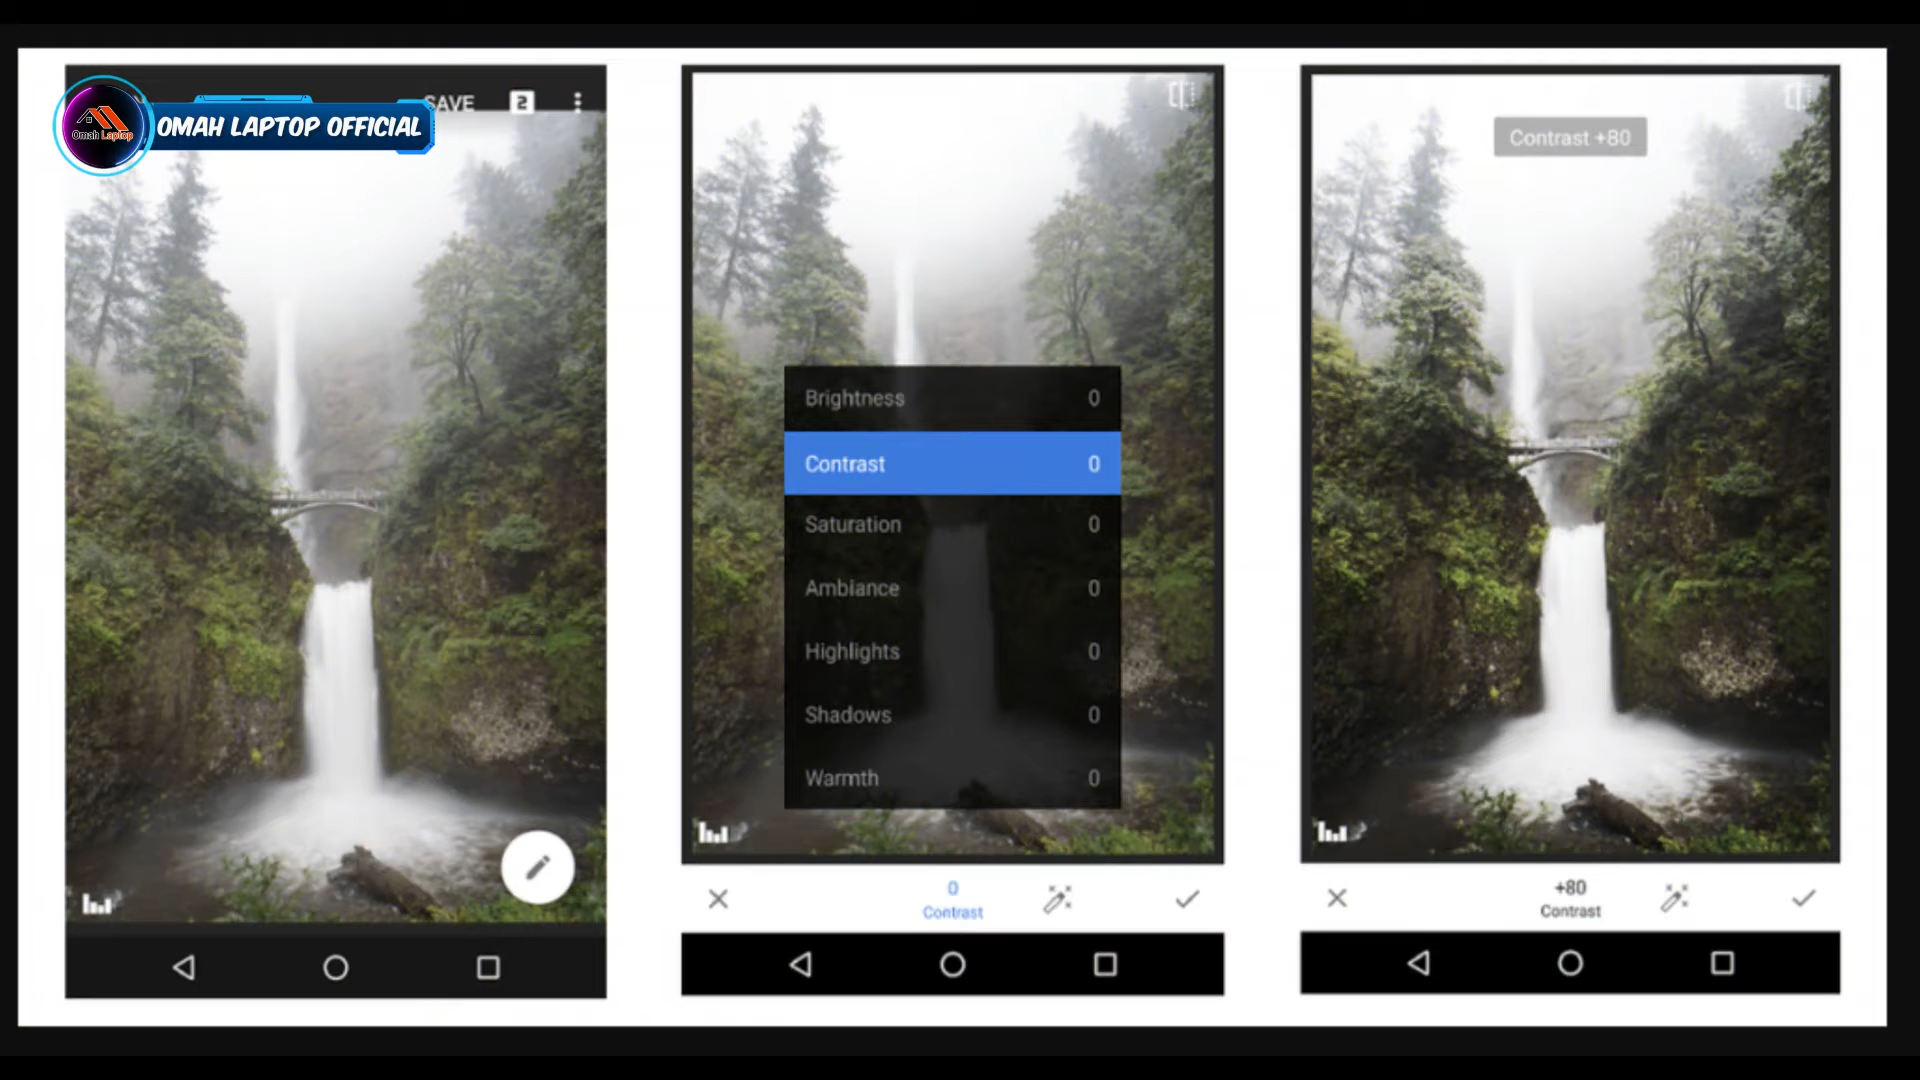 SAVE
2
Omah Laptop
OMAH LAPTOP OFFICIAL
Brightness 0
Contrast 0
Saturation 0
Ambiance 0
Highlights 0
Shadows 0
Warmth 0
0
Contrast
Contrast +80
+80
Contrast